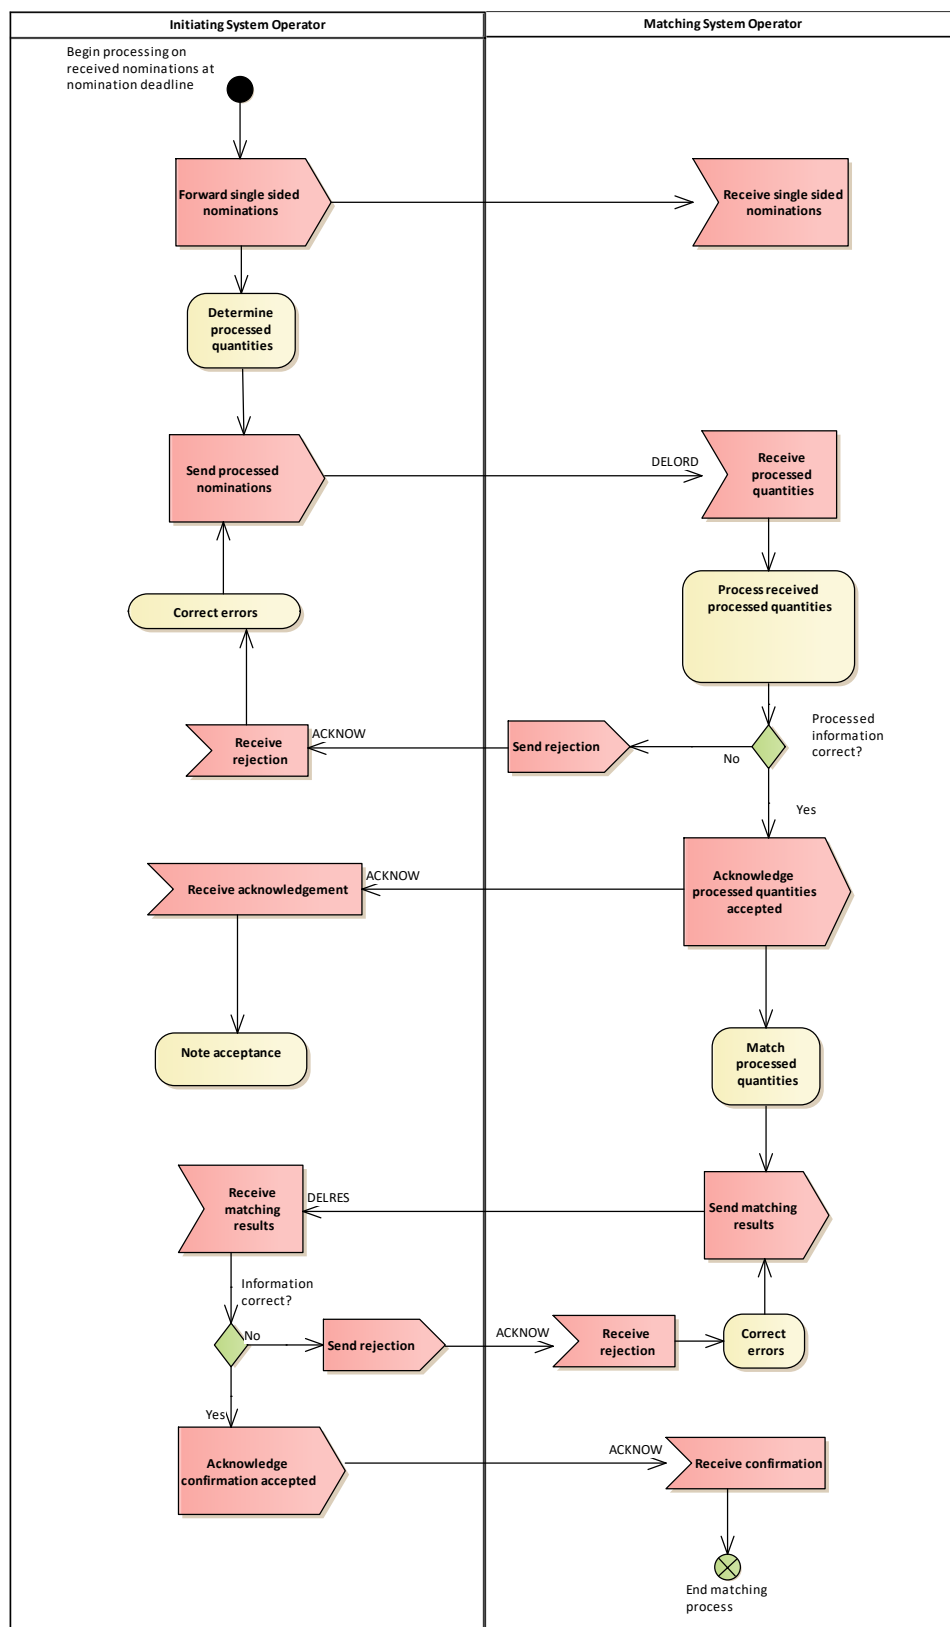 Initiating System Operator
Matching System Operator
Begin processing on
received nominations at
nomination deadline
Forward single sided
nominations
Receive single sided
nominations
Determine
processed
quantities
Send processed
nominations
DELORD
Receive
processed
quantities
Process received
processed quantities
Correct errors
Processed
information
correct?
Receive
rejection
ACKNOW
Send rejection
No
Yes
Receive acknowledgement
ACKNOW
Acknowledge
processed quantities
accepted
Note acceptance
Match
processed
quantities
Receive
matching
results
DELRES
Send matching
results
Information
correct?
No
Send rejection
ACKNOW
Receive
rejection
Correct
errors
Yes
Acknowledge
confirmation accepted
ACKNOW
Receive confirmation
End matching
process